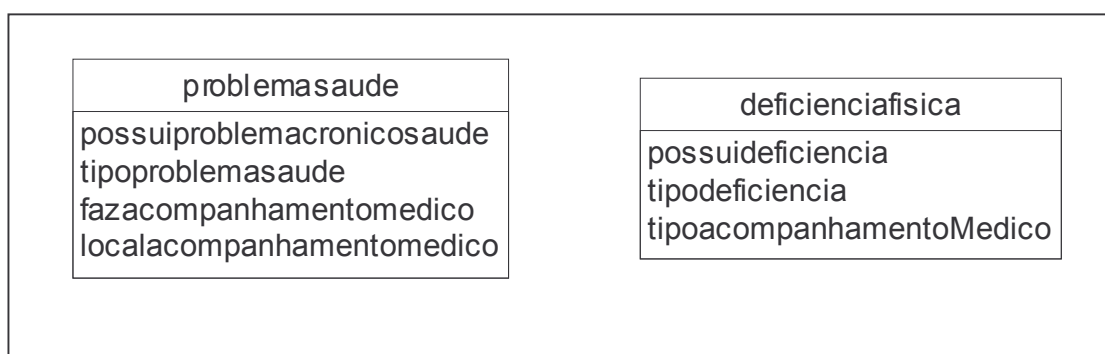 problemasaude
possuiproblemacronicosaude
tipoproblemasaude
fazacompanhamentomedico
localacompanhamentomedico
deficienciafisica
possuideficiencia
tipodeficiencia
tipoacompanhamentoMedico